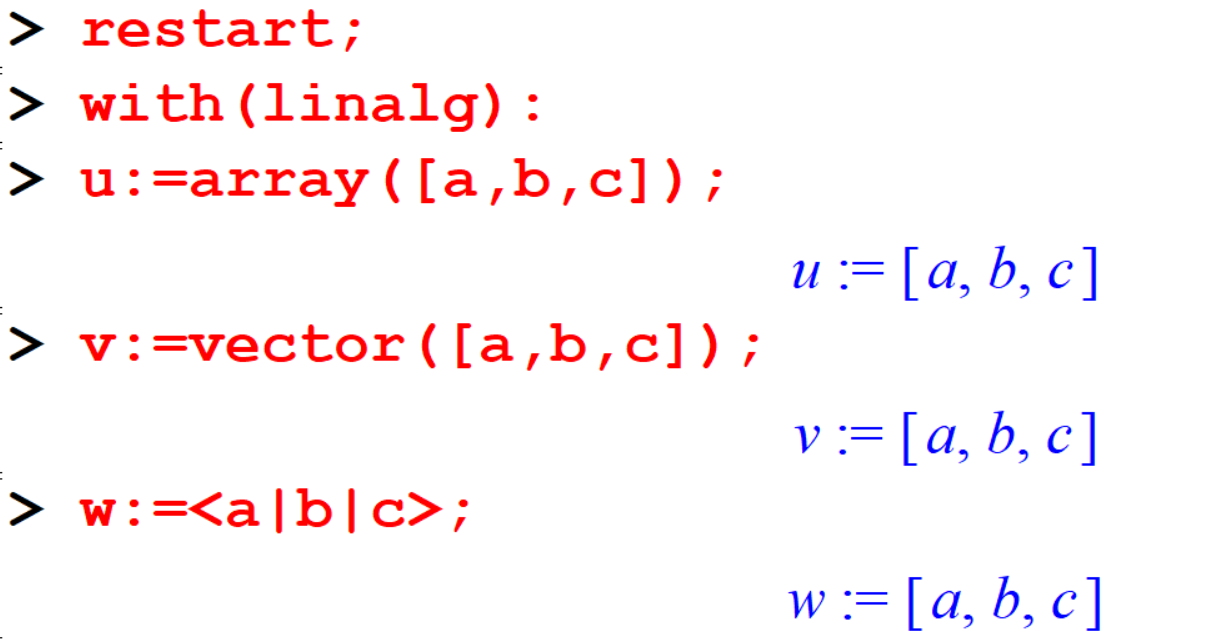 > restart;
> with(linalg):
> u:=array([a,b,c]);
u := [a, b, c]
> v:=vector([a,b,c]);
v := [a, b, c]
> w:=<a|b|c>;
w := [a, b, c]